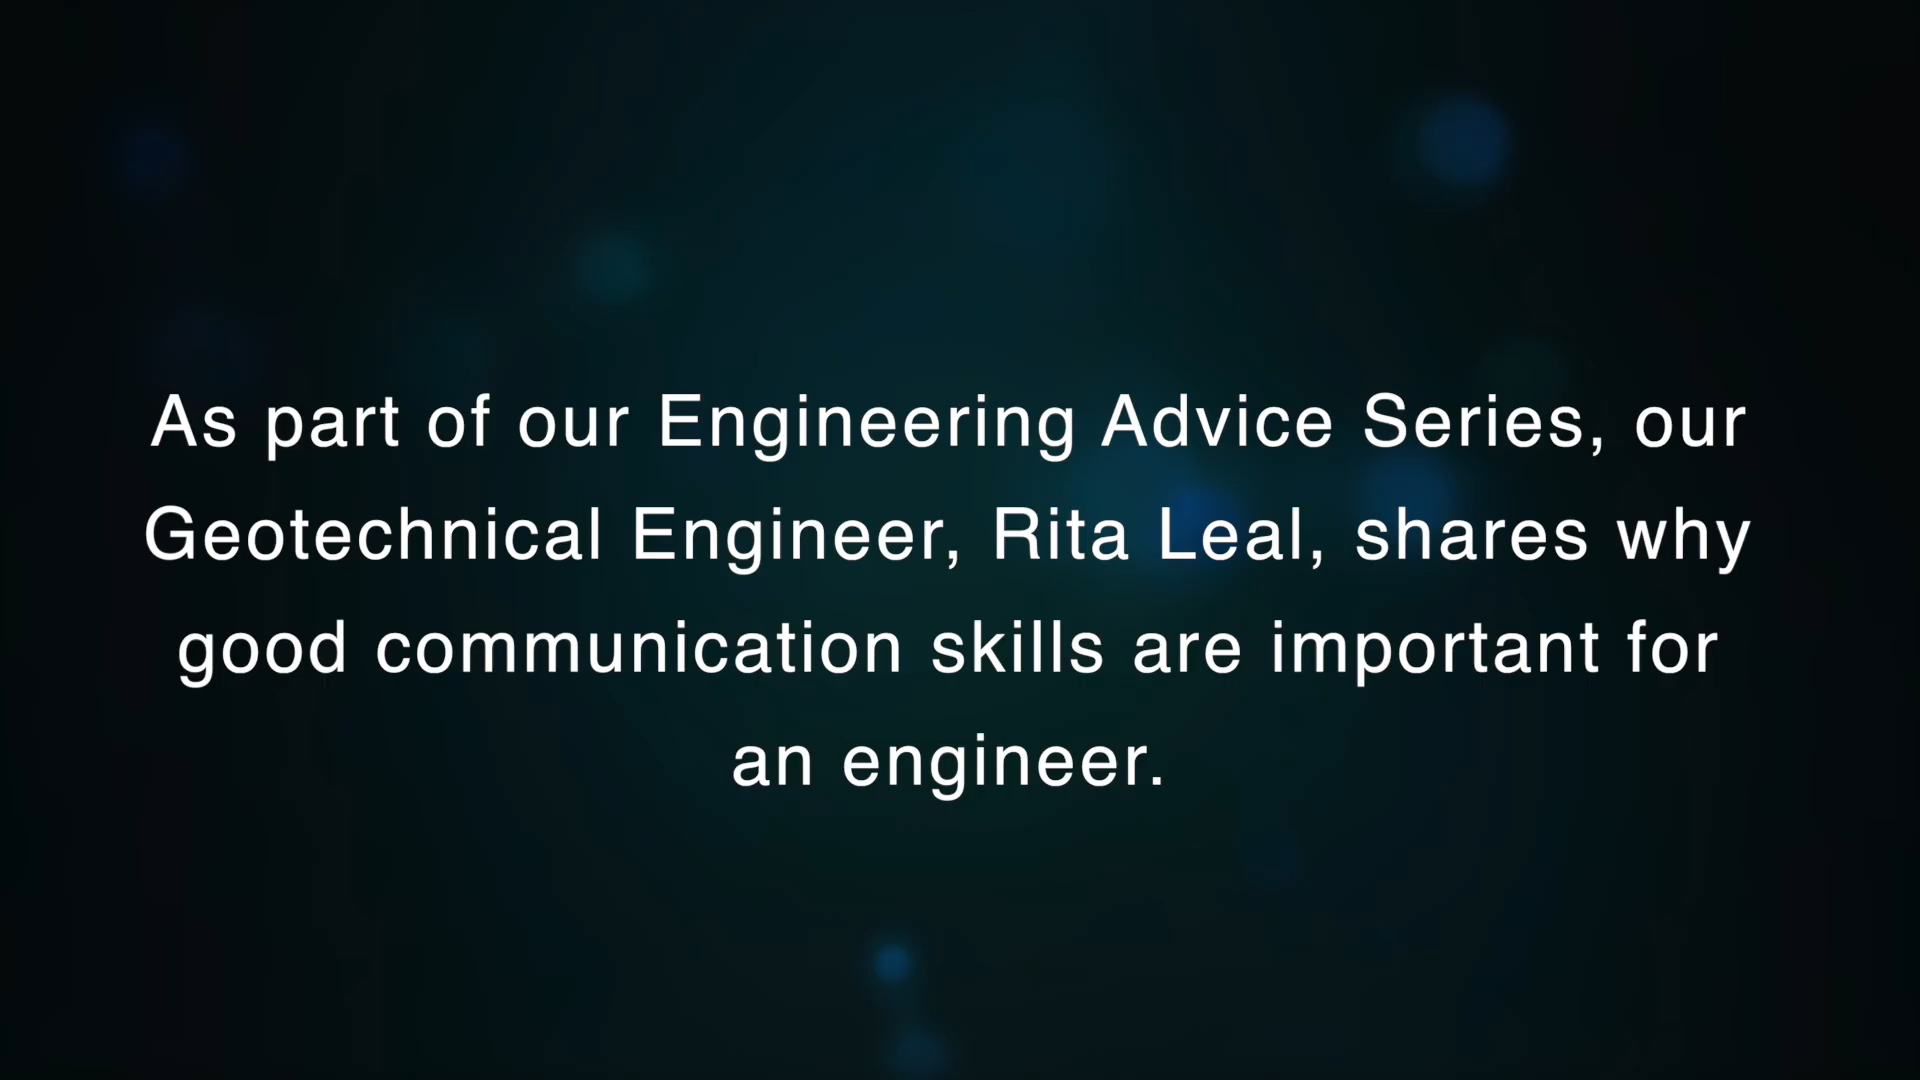 As part of our Engineering Advice Series, our
Geotechnical Engineer, Rita Leal, shares why
good communication skills are important for
an engineer.